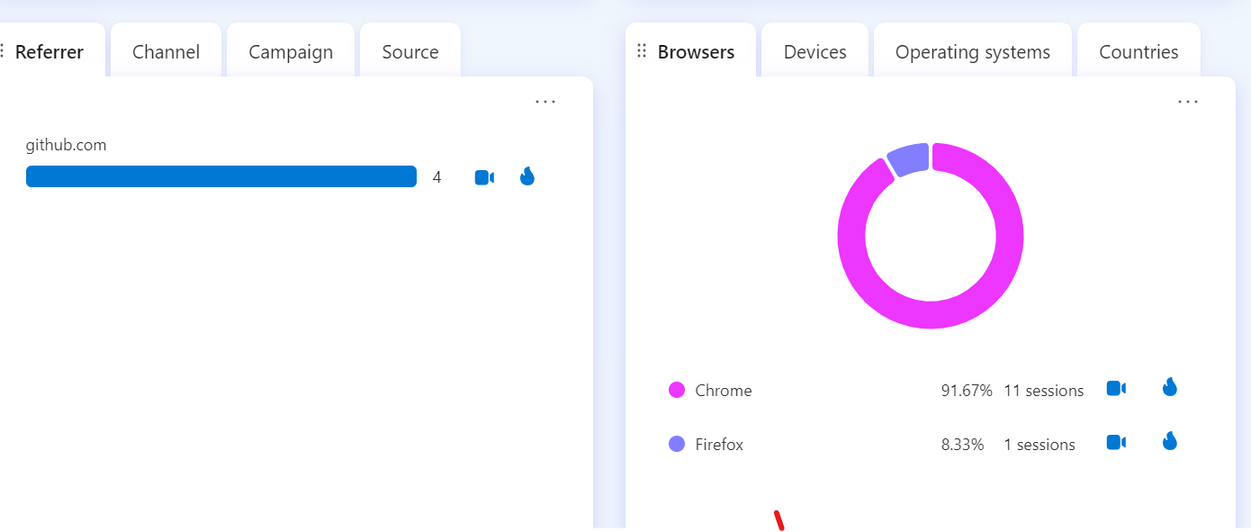 Referrer Channel Campaign Source
github.com
4
Browsers Devices Operating systems Countries
Chrome 91.67% 11 sessions
Firefox 8.33% 1 sessions